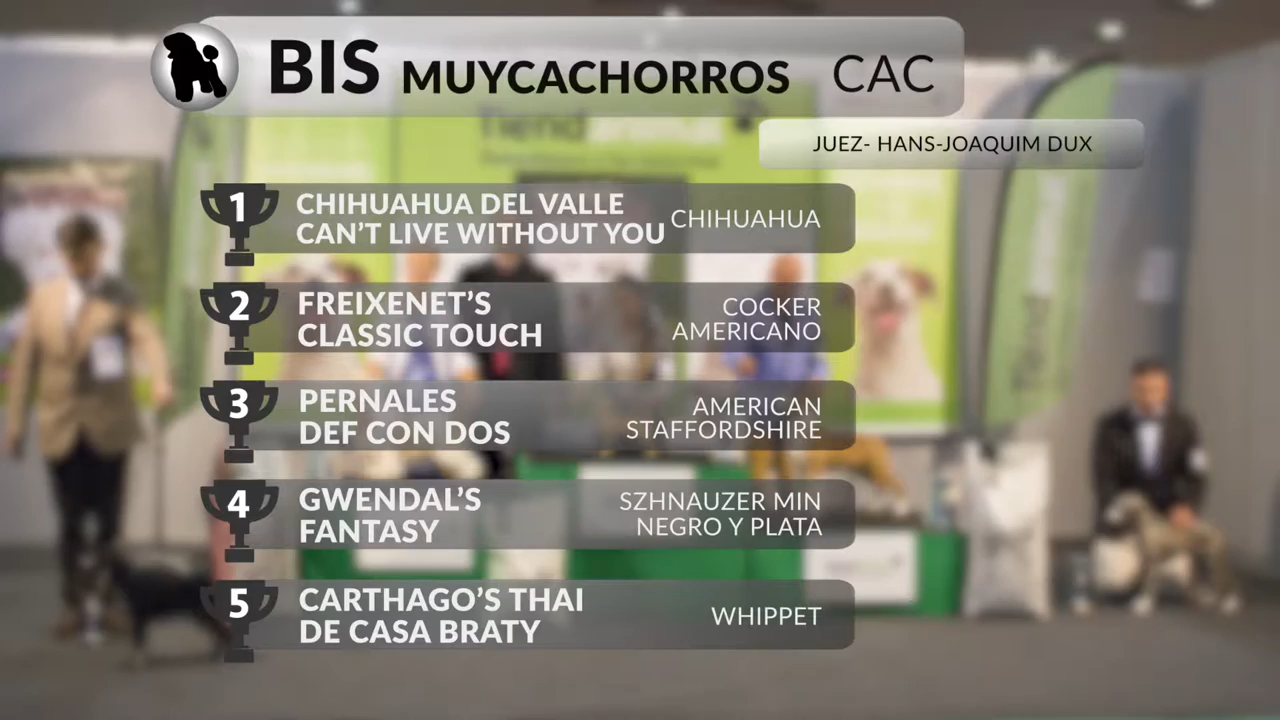 BIS MUYCACHORROS CAC
JUEZ- HANS-JOAQUIM DUX
1
CHIHUAHUA DEL VALLE
CAN'T LIVE WITHOUT YOU
CHIHUAHUA
2
FREIXENET'S
CLASSIC TOUCH
COCKER
AMERICANO
3
PERNALES
DEF CON DOS
AMERICAN
STAFFORDSHIRE
4
GWENDAL'S
FANTASY
SZHNAUZER MIN
NEGRO Y PLATA
5
CARTHAGO'S THAI
DE CASA BRATY
WHIPPET